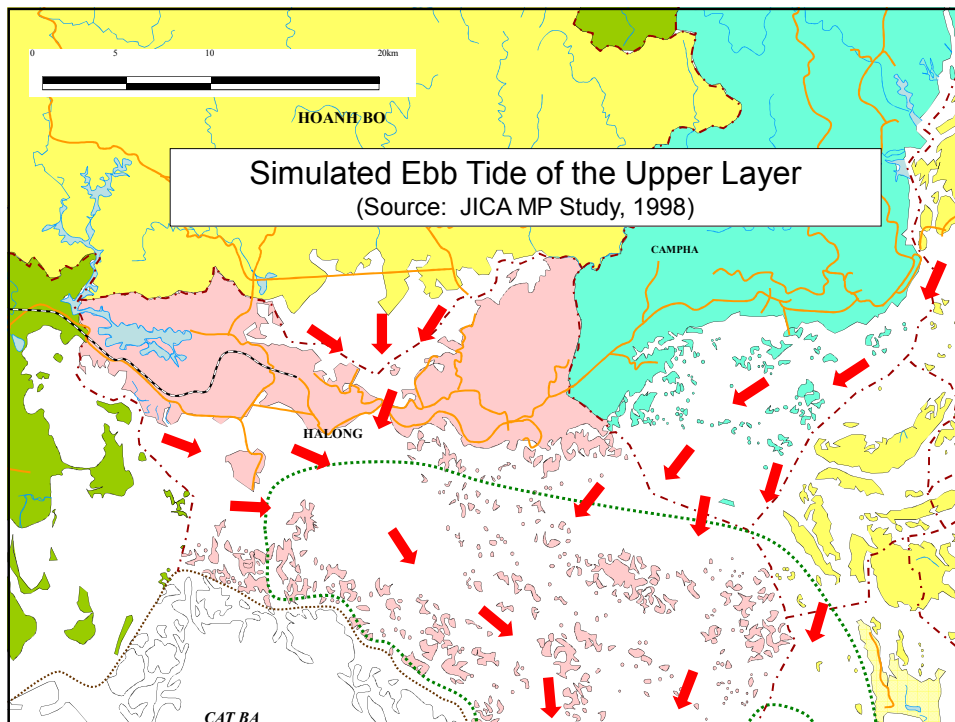 0 5 10 20km
HOANH BO
Simulated Ebb Tide of the Upper Layer
(Source: JICA MP Study, 1998)
CAMPHA
HALONG
CAT BA